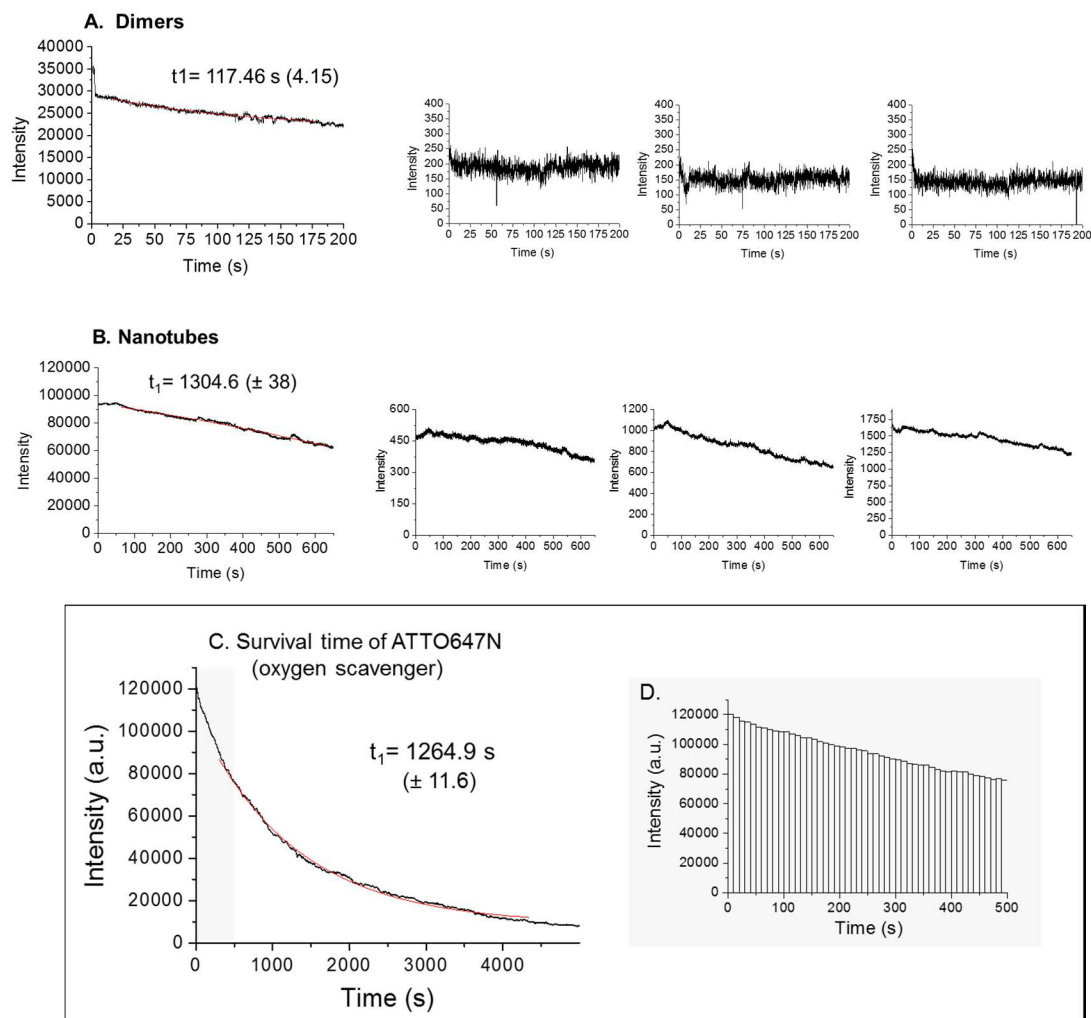 A. Dimers
t1= 117.46 s (4.15)
Intensity
40000
35000
30000
25000
20000
15000
10000
5000
0
0 25 50 75 100 125 150 175 200
Time (s)
Intensity
400
350
300
250
200
150
100
50
0
0 25 50 75 100 125 150 175 200
Time (s)
Intensity
400
350
300
250
200
150
100
50
0
0 25 50 75 100 125 150 175 200
Time (s)
Intensity
400
350
300
250
200
150
100
50
0
0 25 50 75 100 125 150 175 200
Time (s)
B. Nanotubes
t1= 1304.6 (± 38)
Intensity
120000
100000
80000
60000
40000
20000
0
0 100 200 300 400 500 600
Time (s)
Intensity
600
450
300
150
0
0 100 200 300 400 500 600
Time (s)
Intensity
1200
1000
800
600
400
200
0
0 100 200 300 400 500 600
Time (s)
Intensity
1750
1500
1250
1000
750
500
250
0
0 100 200 300 400 500 600
Time (s)
C. Survival time of ATTO647N
(oxygen scavenger)
t1= 1264.9 s
(± 11.6)
Intensity (a.u.)
120000
100000
80000
60000
40000
20000
0
0 1000 2000 3000 4000
Time (s)
D.
Intensity (a.u.)
120000
100000
80000
60000
40000
20000
0
0 100 200 300 400 500
Time (s)